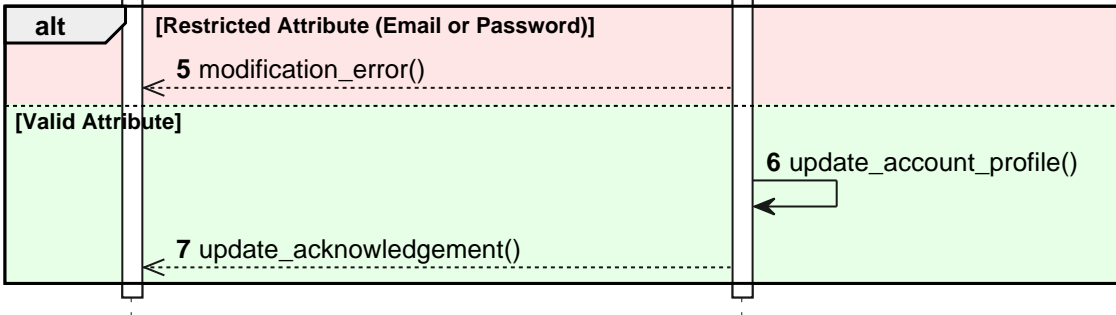 alt [Restricted Attribute (Email or Password)]
5 modification_error()
[Valid Attribute]
6 update_account_profile()
7 update_acknowledgement()